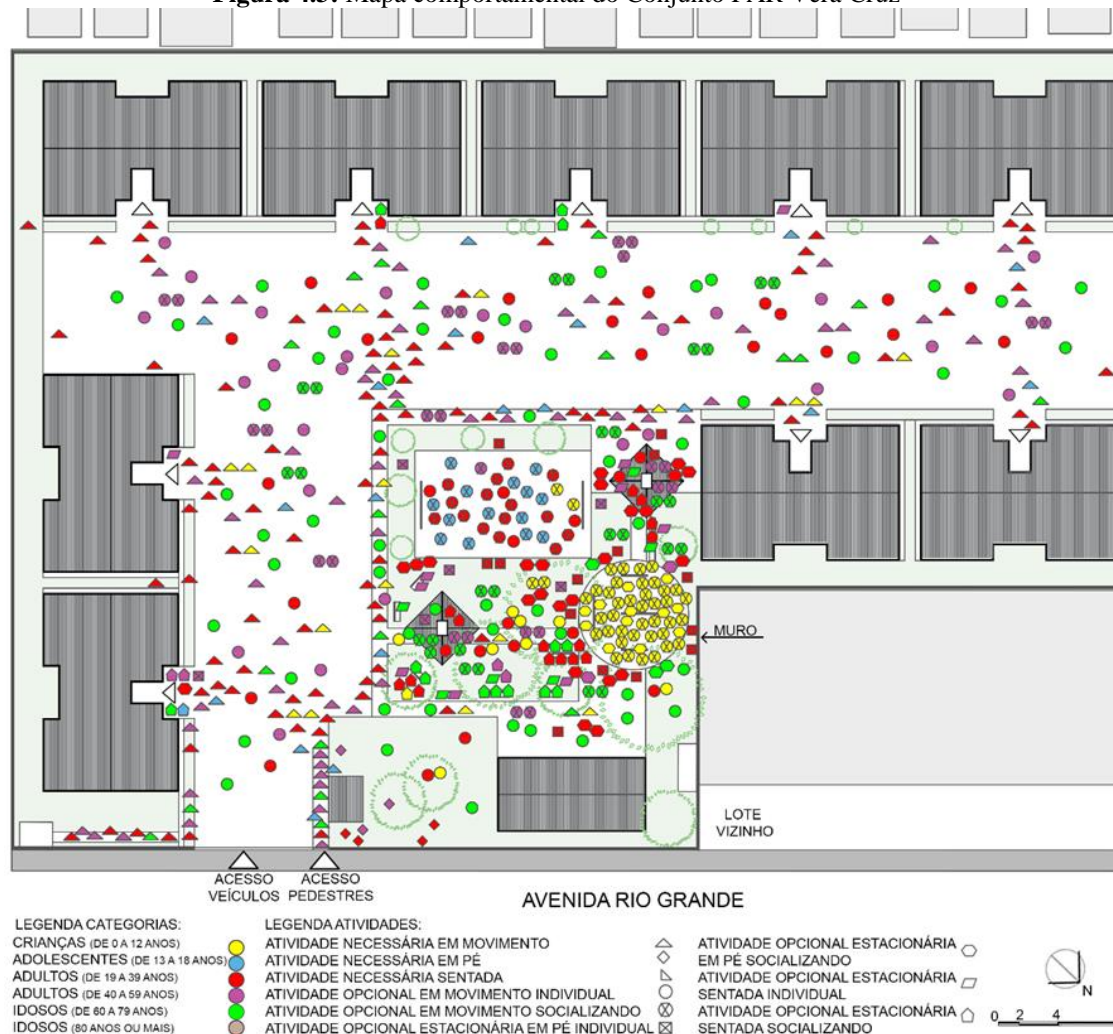 Figura 4.3: Mapa comportamental do Conjunto PAR Vera Cruz
MURO
LOTE
VIZINHO
ACESSO
VEÍCULOS
ACESSO
PEDESTRES
AVENIDA RIO GRANDE
LEGENDA CATEGORIAS:
CRIANÇAS (DE 0 A 12 ANOS)
ADOLESCENTES (DE 13 A 18 ANOS)
ADULTOS (DE 19 A 39 ANOS)
ADULTOS (DE 40 A 59 ANOS)
IDOSOS (DE 60 A 79 ANOS)
IDOSOS (80 ANOS OU MAIS)
LEGENDA ATIVIDADES:
ATIVIDADE NECESSÁRIA EM MOVIMENTO
ATIVIDADE NECESSÁRIA EM PÉ
ATIVIDADE NECESSÁRIA SENTADA
ATIVIDADE OPCIONAL EM MOVIMENTO INDIVIDUAL
ATIVIDADE OPCIONAL EM MOVIMENTO SOCIALIZANDO
ATIVIDADE OPCIONAL ESTACIONÁRIA EM PÉ INDIVIDUAL
ATIVIDADE OPCIONAL ESTACIONÁRIA
EM PÉ SOCIALIZANDO
ATIVIDADE OPCIONAL ESTACIONÁRIA
SENTADA INDIVIDUAL
ATIVIDADE OPCIONAL ESTACIONÁRIA
SENTADA SOCIALIZANDO
N
0 2 4